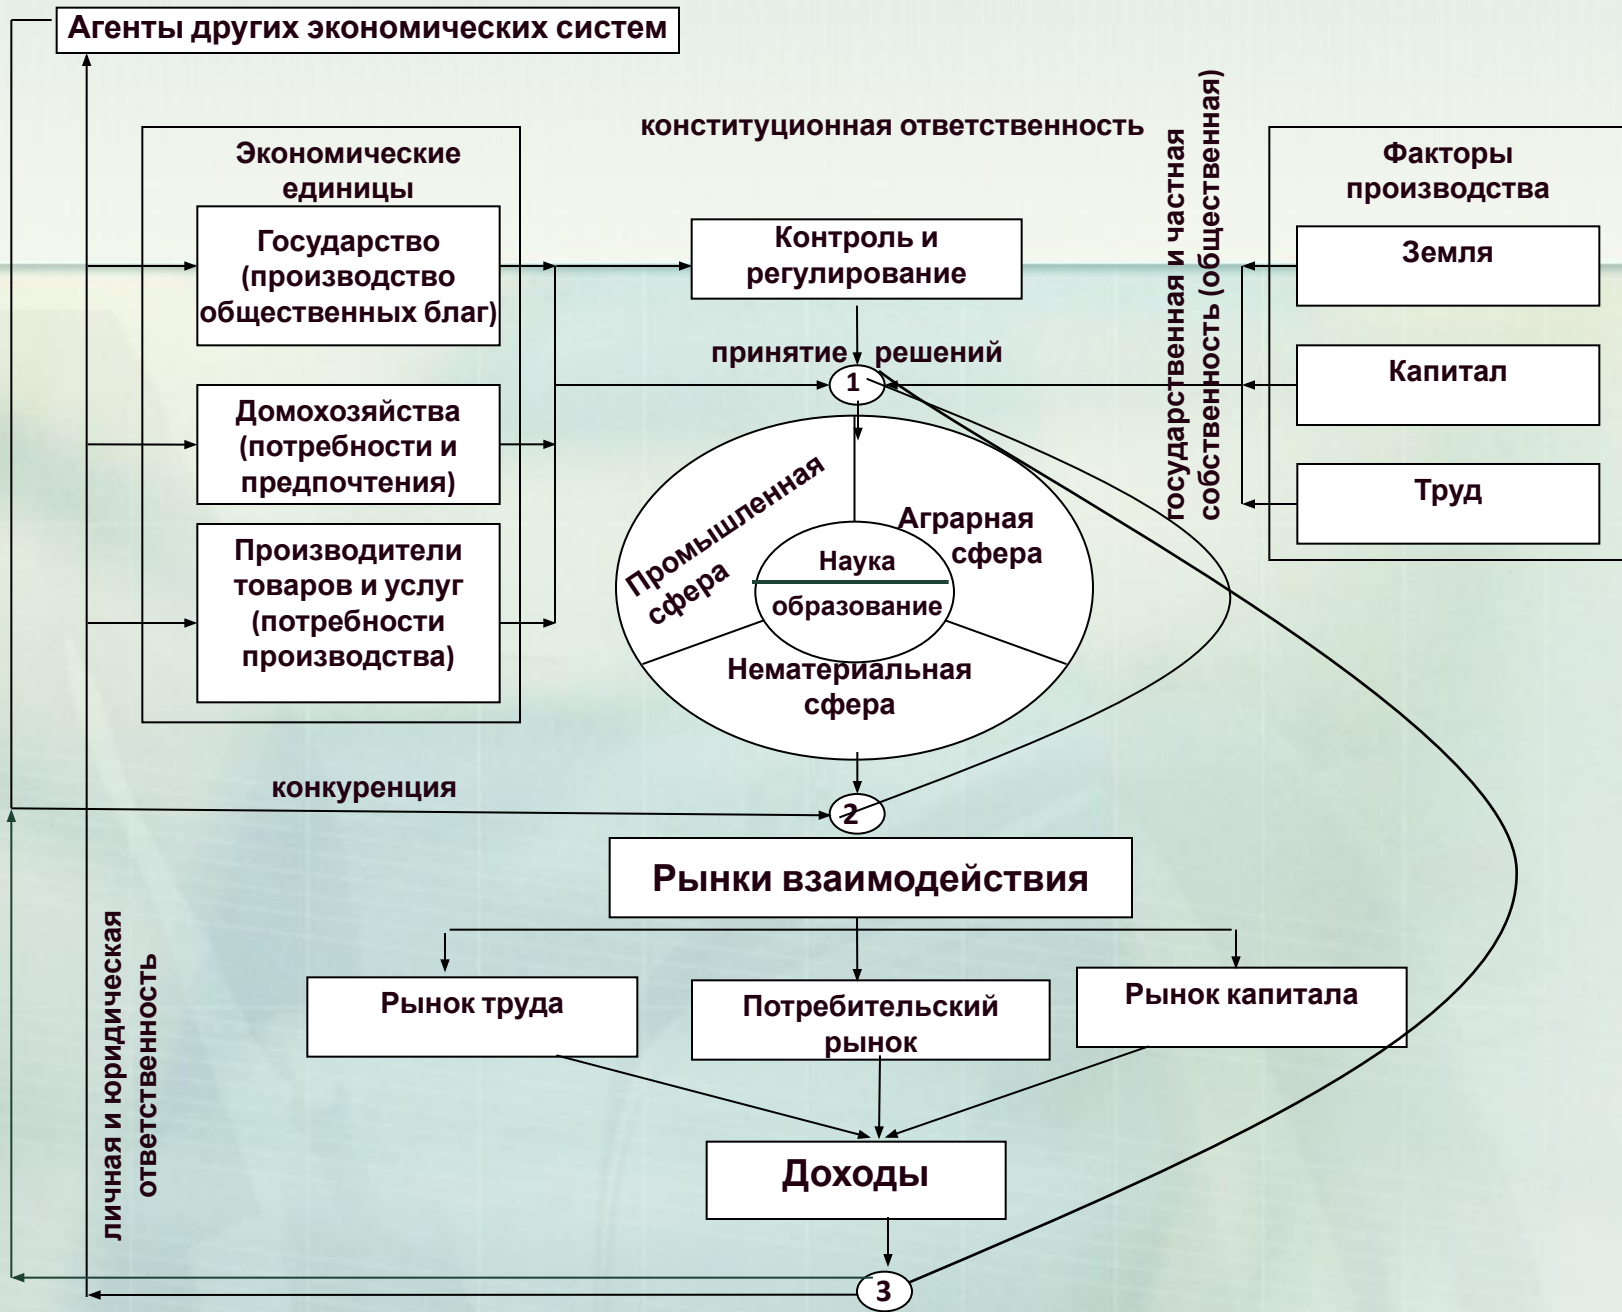 Агенты других экономических систем
конституционная ответственность
государственная и частная
собственность (общественная)
Экономические
единицы
Государство
(производство
общественных благ)
Домохозяйства
(потребности и
предпочтения)
Производители
товаров и услуг
(потребности
производства)
Контроль и
регулирование
принятие решений
1
Факторы
производства
Земля
Капитал
Труд
Промышленная
сфера
Аграрная
сфера
Наука
образование
Нематериальная
сфера
конкуренция
2
Рынки взаимодействия
личная и юридическая
ответственность
Рынок труда
Потребительский
рынок
Рынок капитала
Доходы
3